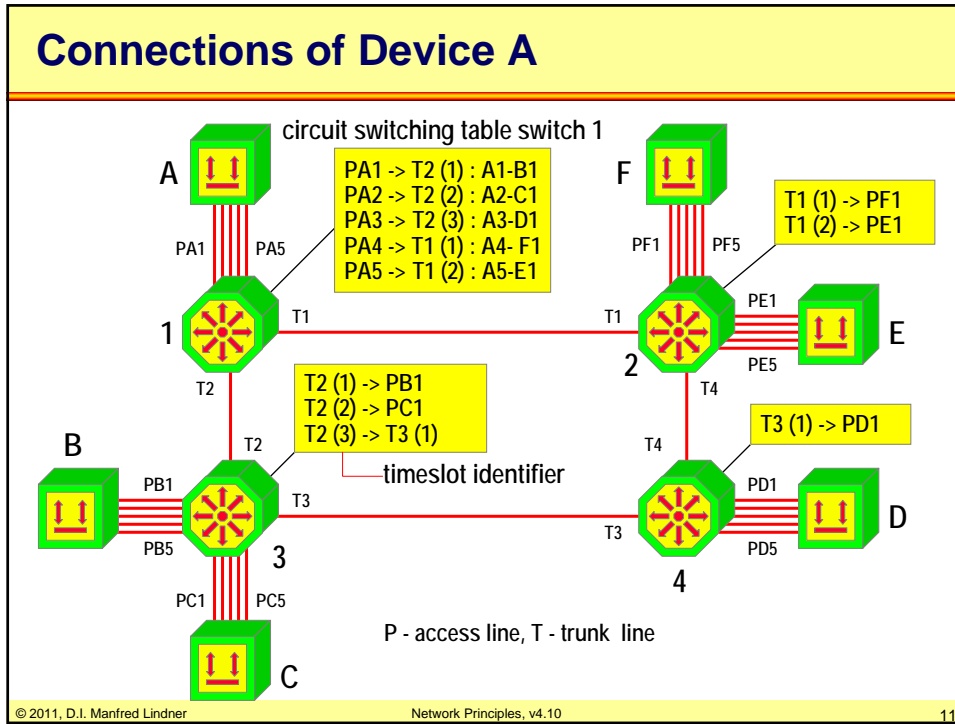 Connections of Device A
circuit switching table switch 1
A
PA1 -> T2 (1) : A1-B1
PA2 -> T2 (2) : A2-C1
PA3 -> T2 (3) : A3-D1
PA4 -> T1 (1) : A4- F1
PA5 -> T1 (2) : A5-E1
F
T1 (1) -> PF1
T1 (2) -> PE1
PA1
PA5
PF1
PF5
1
T1
T1
2
PE1
E
PE5
T2
T4
T2 (1) -> PB1
T2 (2) -> PC1
T2 (3) -> T3 (1)
T3 (1) -> PD1
timeslot identifier
B
T2
T4
PB1
PB5
T3
T3
PD1
D
PD5
3
4
PC1
PC5
P - access line, T - trunk line
C
© 2011, D.I. Manfred Lindner
Network Principles, v4.10
11